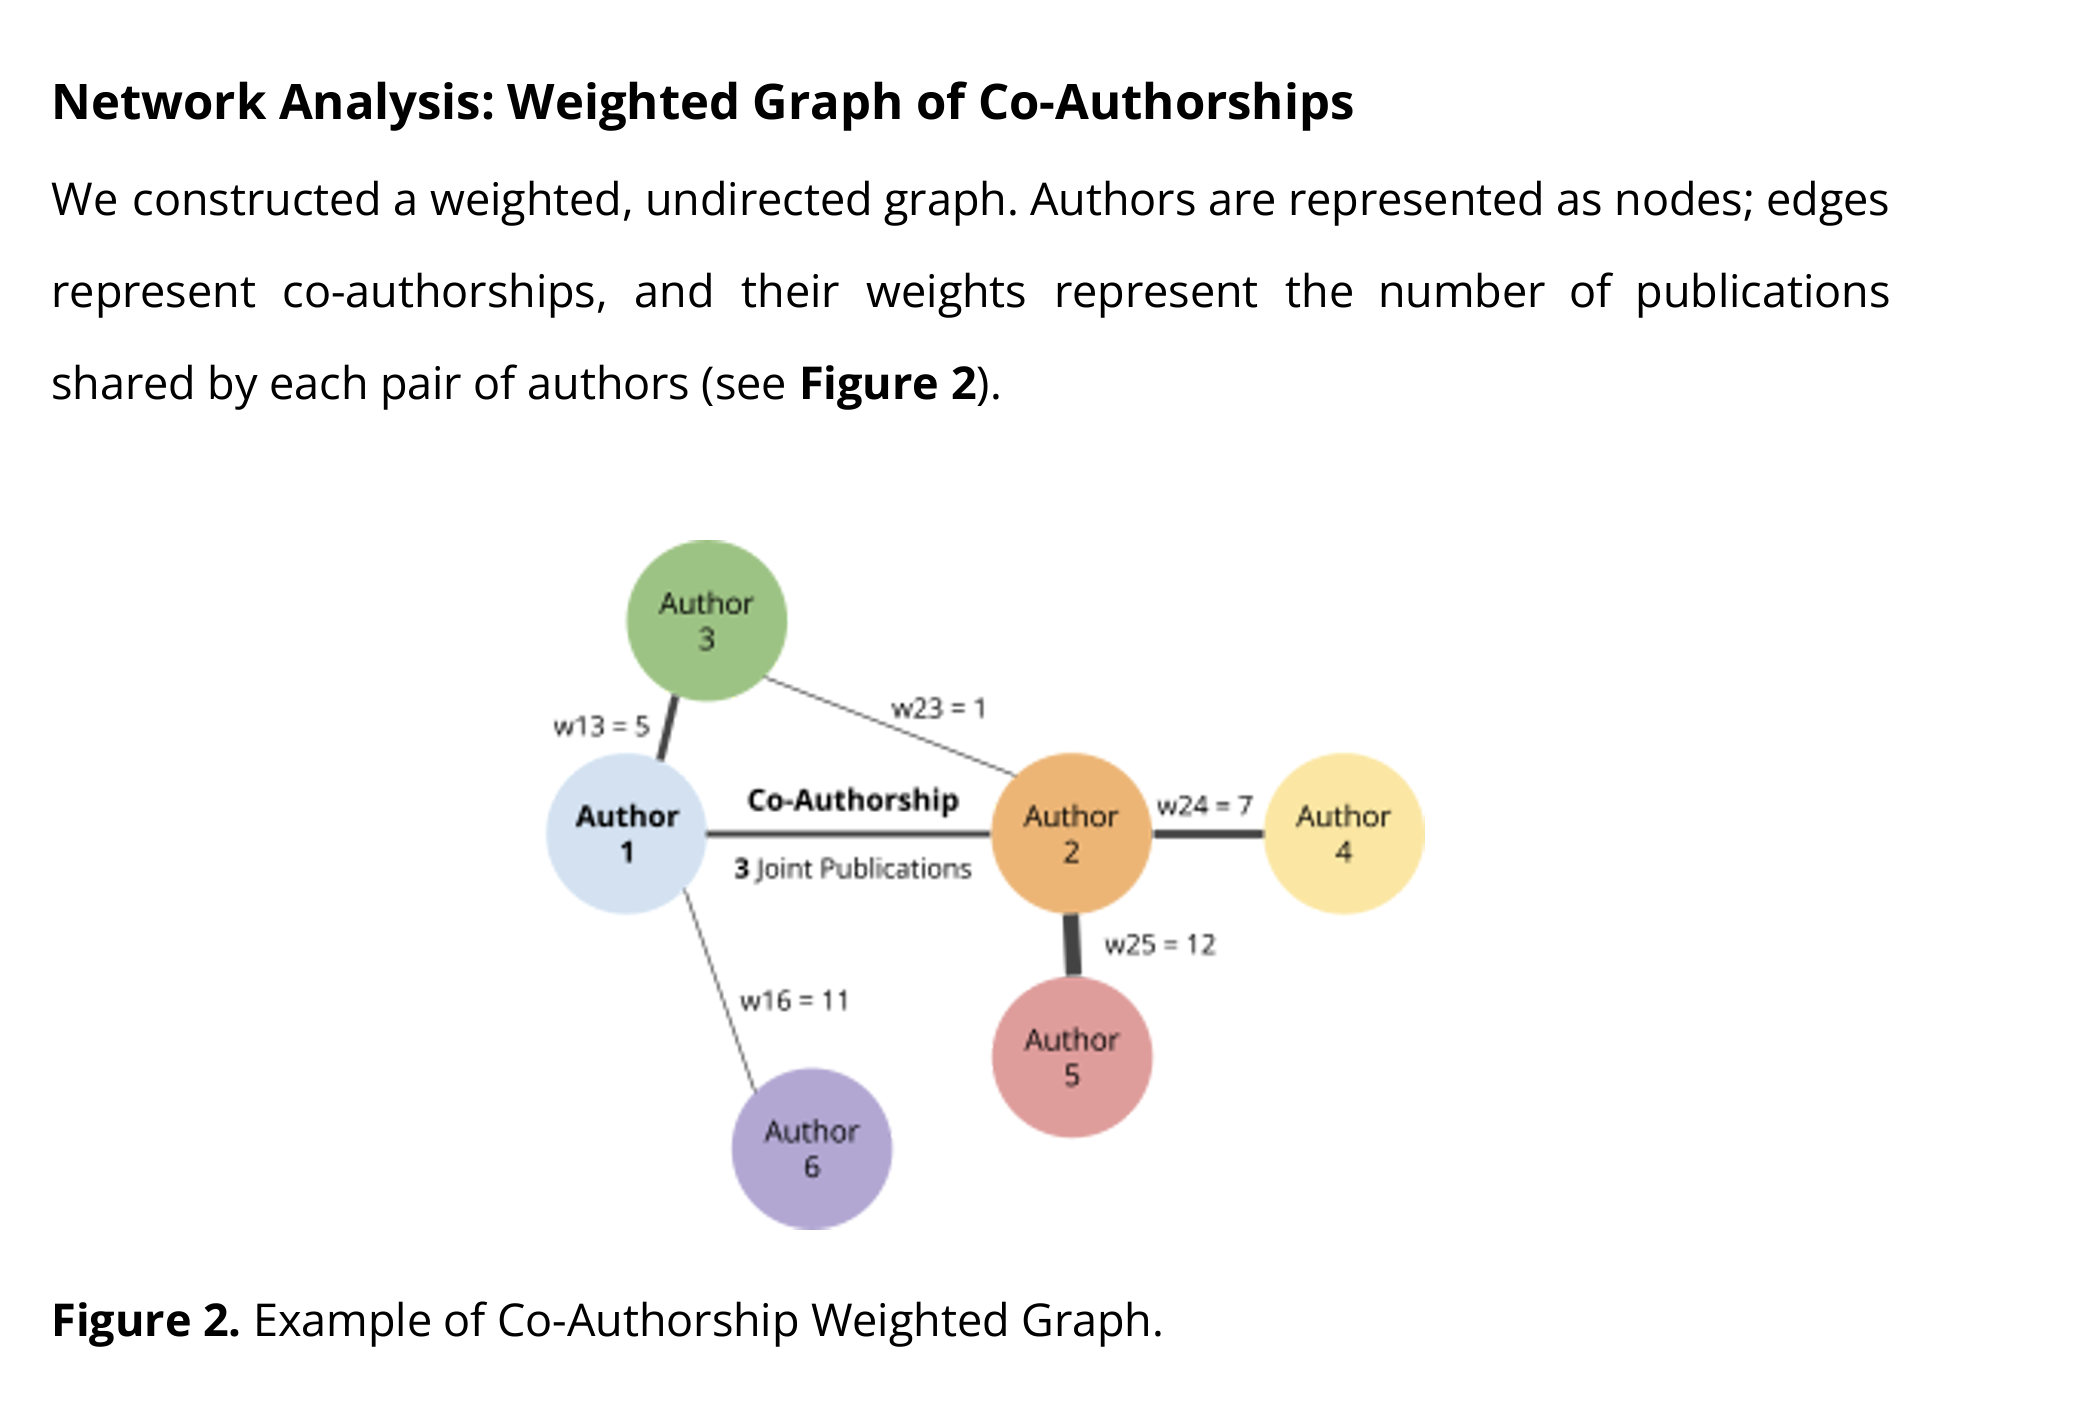 Network Analysis: Weighted Graph of Co-Authorships
We constructed a weighted, undirected graph. Authors are represented as nodes; edges
represent co-authorships, and their weights represent the number of publications
shared by each pair of authors (see Figure 2).
Author
3
w13 = 5
w23 = 1
Author
1
Co-Authorship
3 Joint Publications
Author
2
w24 = 7
Author
4
w25 = 12
w16 = 11
Author
5
Author
6
Figure 2. Example of Co-Authorship Weighted Graph.